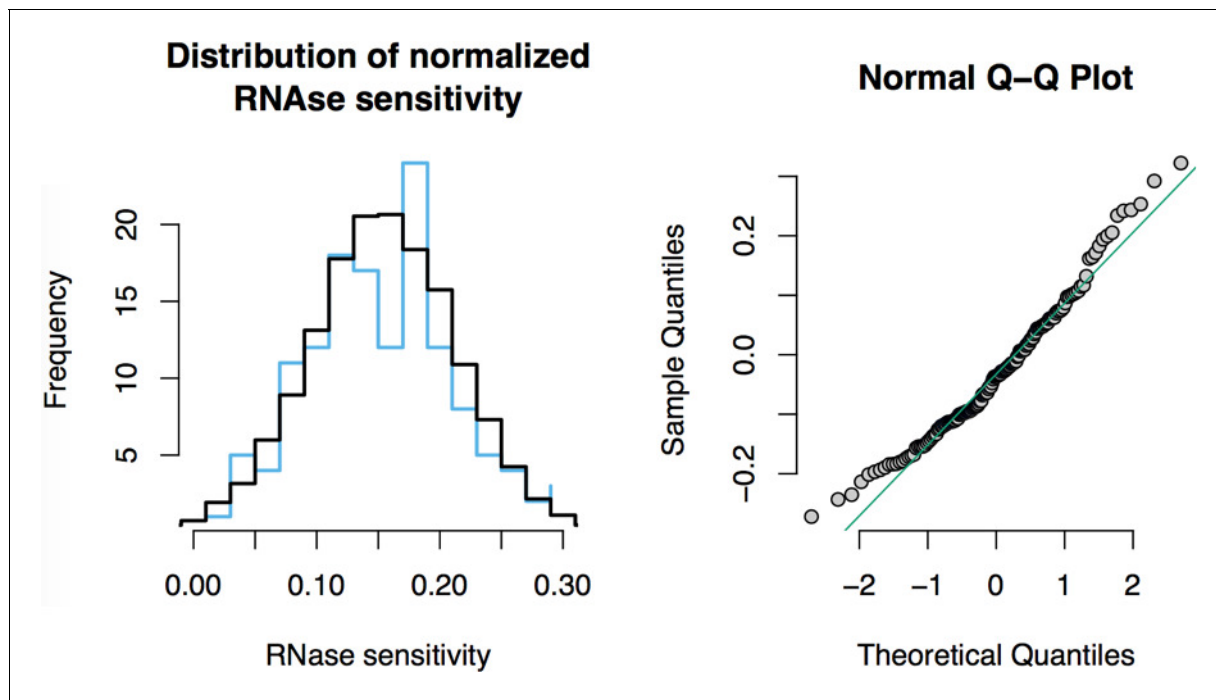 Distribution of normalized
RNAse sensitivity
Frequency
20
15
10
5
0.00 0.10 0.20 0.30
RNase sensitivity
Normal Q–Q Plot
Sample Quantiles
0.2
0.0
−0.2
−2 −1 0 1 2
Theoretical Quantiles